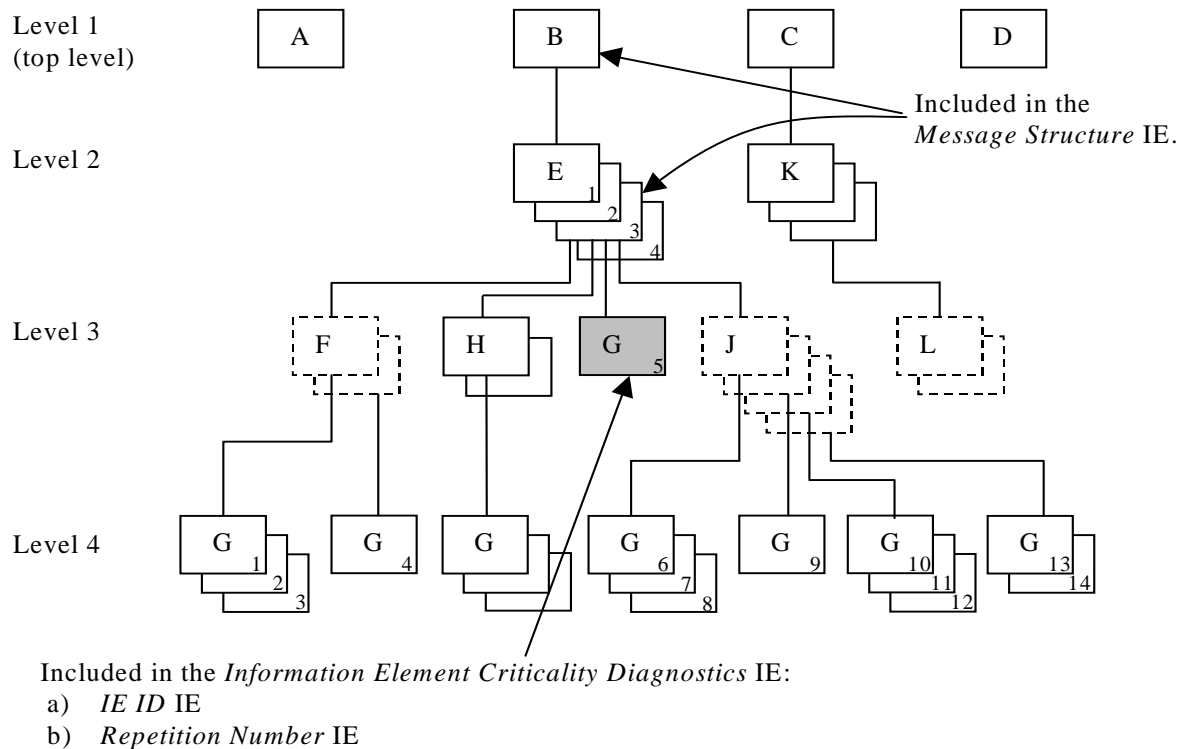 Level 1
(top level)
A
B
C
D
Included in the
Message Structure IE.
Level 2
E
1
2
3
4
K
Level 3
F
H
G
5
J
L
Level 4
G
1
2
3
G
4
G
G
6
7
8
G
9
G
10
11
12
G
13
14
Included in the Information Element Criticality Diagnostics IE:
a) IE ID IE
b) Repetition Number IE